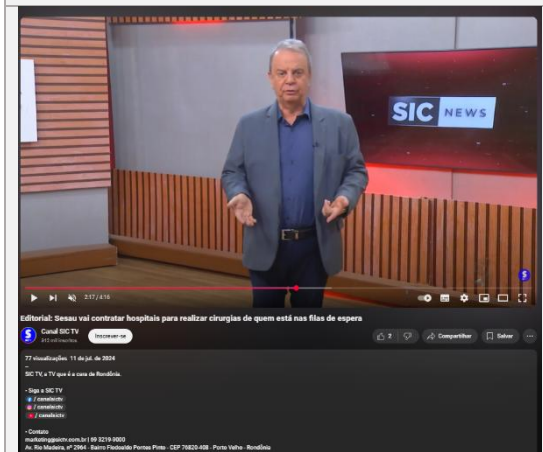 SIC NEWS
2:17 / 4:16
Editorial: Sesau vai contratar hospitais para realizar cirurgias de quem está nas filas de espera
Canal SIC TV
Inscrever-se
2
Compartilhar
Salvar
inscritos
77 visualizações 11 de jul. de 2024
--
SIC TV, a TV que é a cara de Rondônia.
- Siga a SIC TV
/ canalsictv
/ canalsictv
/ canalsictv
- Contato
marketing@sictv.com.br | 69 3219-0000
Av. Rio Madeira, nº 2964 - Bairro Flodoaldo Pontes Pinto - CEP 76820-408 - Porto Velho - Rondônia